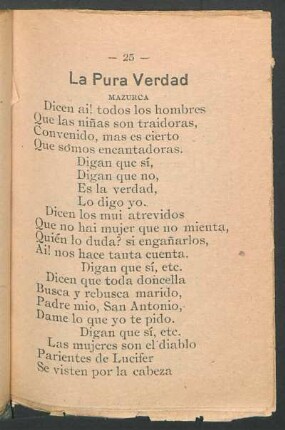 — 25 —
La Pura Verdad
MAZURCA
Dicen ai! todos los hombres
Que las niñas son traidoras,
Convenido, mas es cierto
Que somos encantadoras.
Digan que sí,
Digan que no,
Es la verdad,
Lo digo yo.
Dicen los mui atrevidos
Que no hai mujer que no mienta,
Quién lo duda? si engañarlos,
Ai! nos hace tanta cuenta.
Digan que sí, etc.
Dicen que toda doncella
Busca y rebusca marido,
Padre mio, San Antonio,
Dame lo que yo te pido.
Digan que sí, etc.
Las mujeres son el diablo
Parientes de Lucifer
Se visten por la cabeza